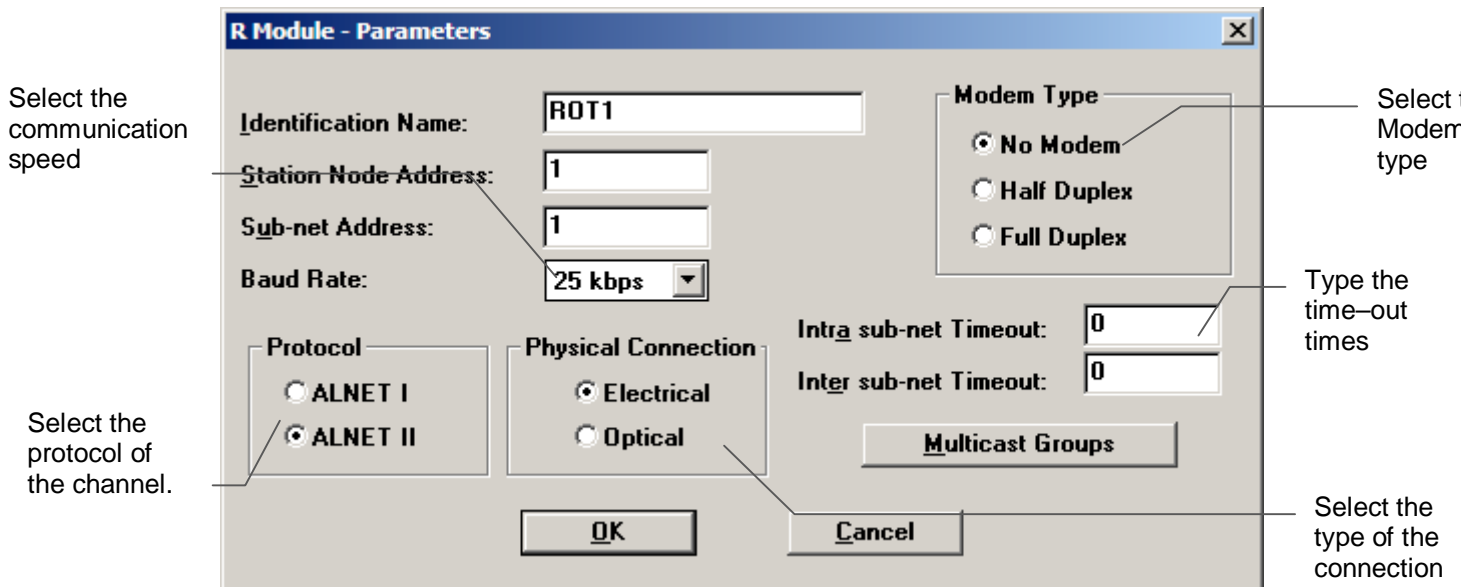 R Module - Parameters
Select the
communication
speed
Identification Name:
ROT1
Station Node Address:
1
Sub-net Address:
1
Baud Rate:
25 kbps
Modem Type
No Modem
Half Duplex
Full Duplex
Select
Modem
type
Intra sub-net Timeout:
0
Inter sub-net Timeout:
0
Type the
time–out
times
Protocol
ALNET I
ALNET II
Physical Connection
Electrical
Optical
Multicast Groups
Select the
protocol of
the channel.
OK
Cancel
Select the
type of the
connection